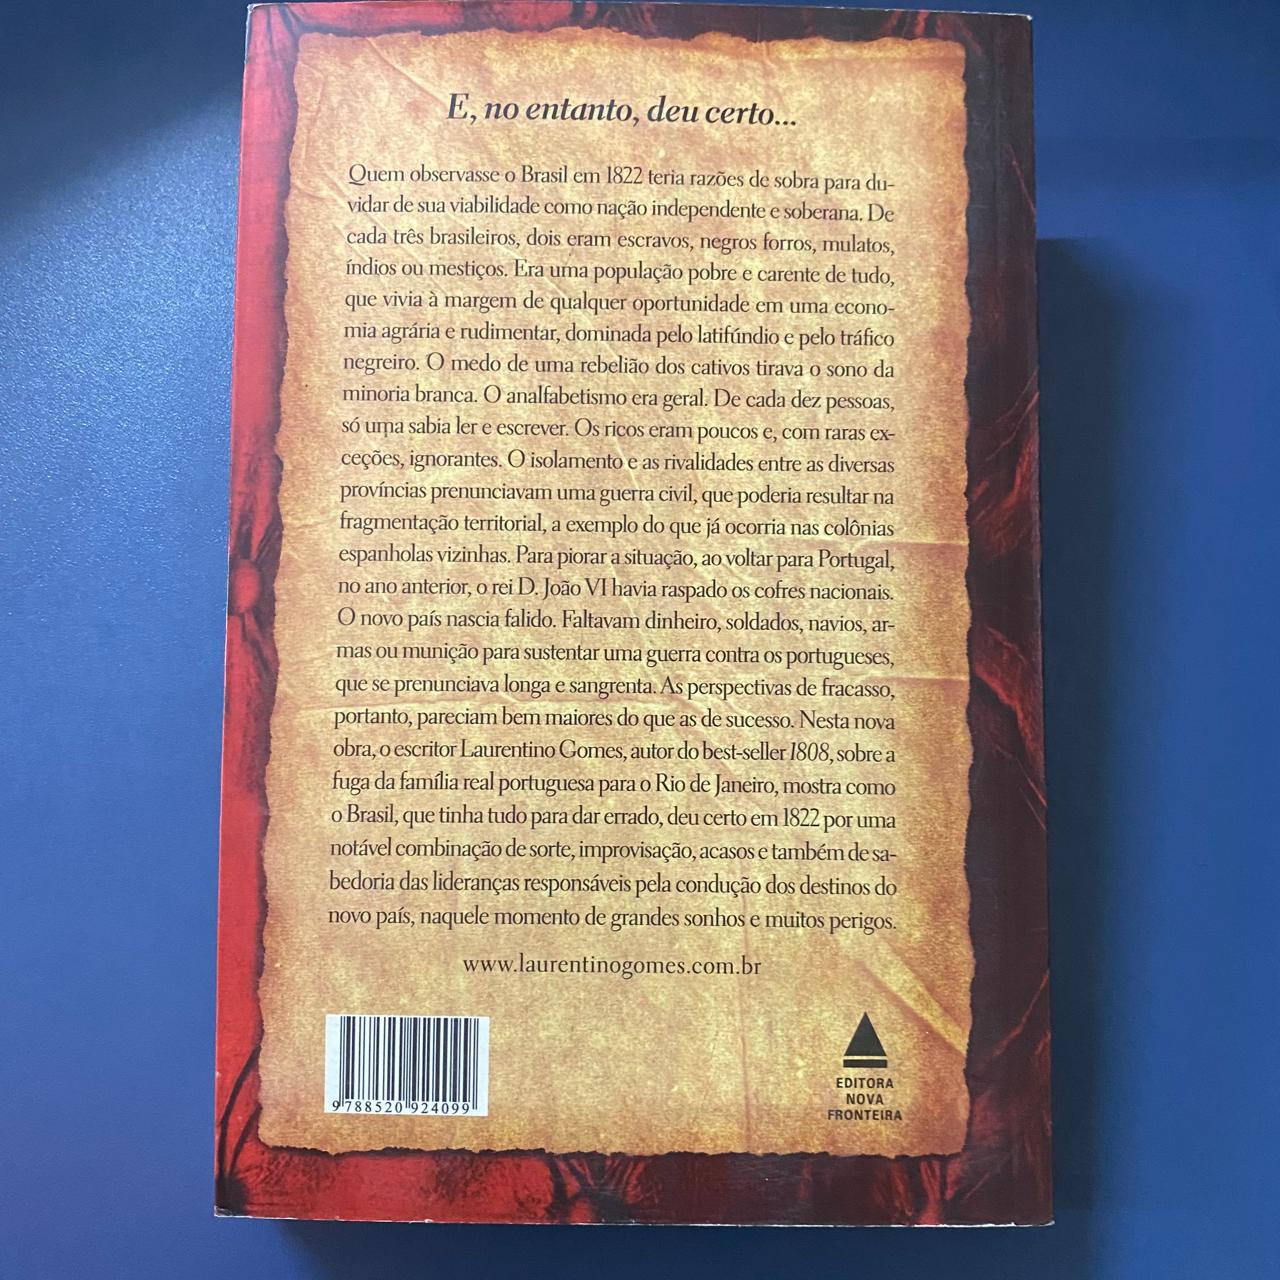 E, no entanto, deu certo...
Quem observasse o Brasil em 1822 teria razões de sobra para du-
vidar de sua viabilidade como nação independente e soberana. De
cada três brasileiros, dois eram escravos, negros forros, mulatos,
índios ou mestiços. Era uma população pobre e carente de tudo,
que vivia à margem de qualquer oportunidade em uma econo-
mia agrária e rudimentar, dominada pelo latifúndio e pelo tráfico
negreiro. O medo de uma rebelião dos cativos tirava o sono da
minoria branca. O analfabetismo era geral. De cada dez pessoas,
só uma sabia ler e escrever. Os ricos eram poucos e, com raras ex-
ceções, ignorantes. O isolamento e as rivalidades entre as diversas
províncias prenunciavam uma guerra civil, que poderia resultar na
fragmentação territorial, a exemplo do que já ocorria nas colônias
espanholas vizinhas. Para piorar a situação, ao voltar para Portugal,
no ano anterior, o rei D. João VI havia raspado os cofres nacionais.
O novo país nascia falido. Faltavam dinheiro, soldados, navios, ar-
mas ou munição para sustentar uma guerra contra os portugueses,
que se prenunciava longa e sangrenta. As perspectivas de fracasso,
portanto, pareciam bem maiores do que as de sucesso. Nesta nova
obra, o escritor Laurentino Gomes, autor do best-seller 1808, sobre a
fuga da família real portuguesa para o Rio de Janeiro, mostra como
o Brasil, que tinha tudo para dar errado, deu certo em 1822 por uma
notável combinação de sorte, improvisação, acasos e também de sa-
bedoria das lideranças responsáveis pela condução dos destinos do
novo país, naquele momento de grandes sonhos e muitos perigos.
www.laurentinogomes.com.br
9 788520 924099
EDITORA
NOVA
FRONTEIRA